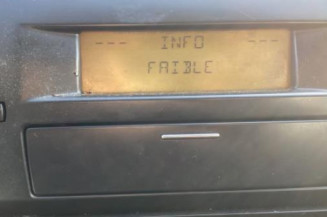 --- INFO ---
FAIBLE